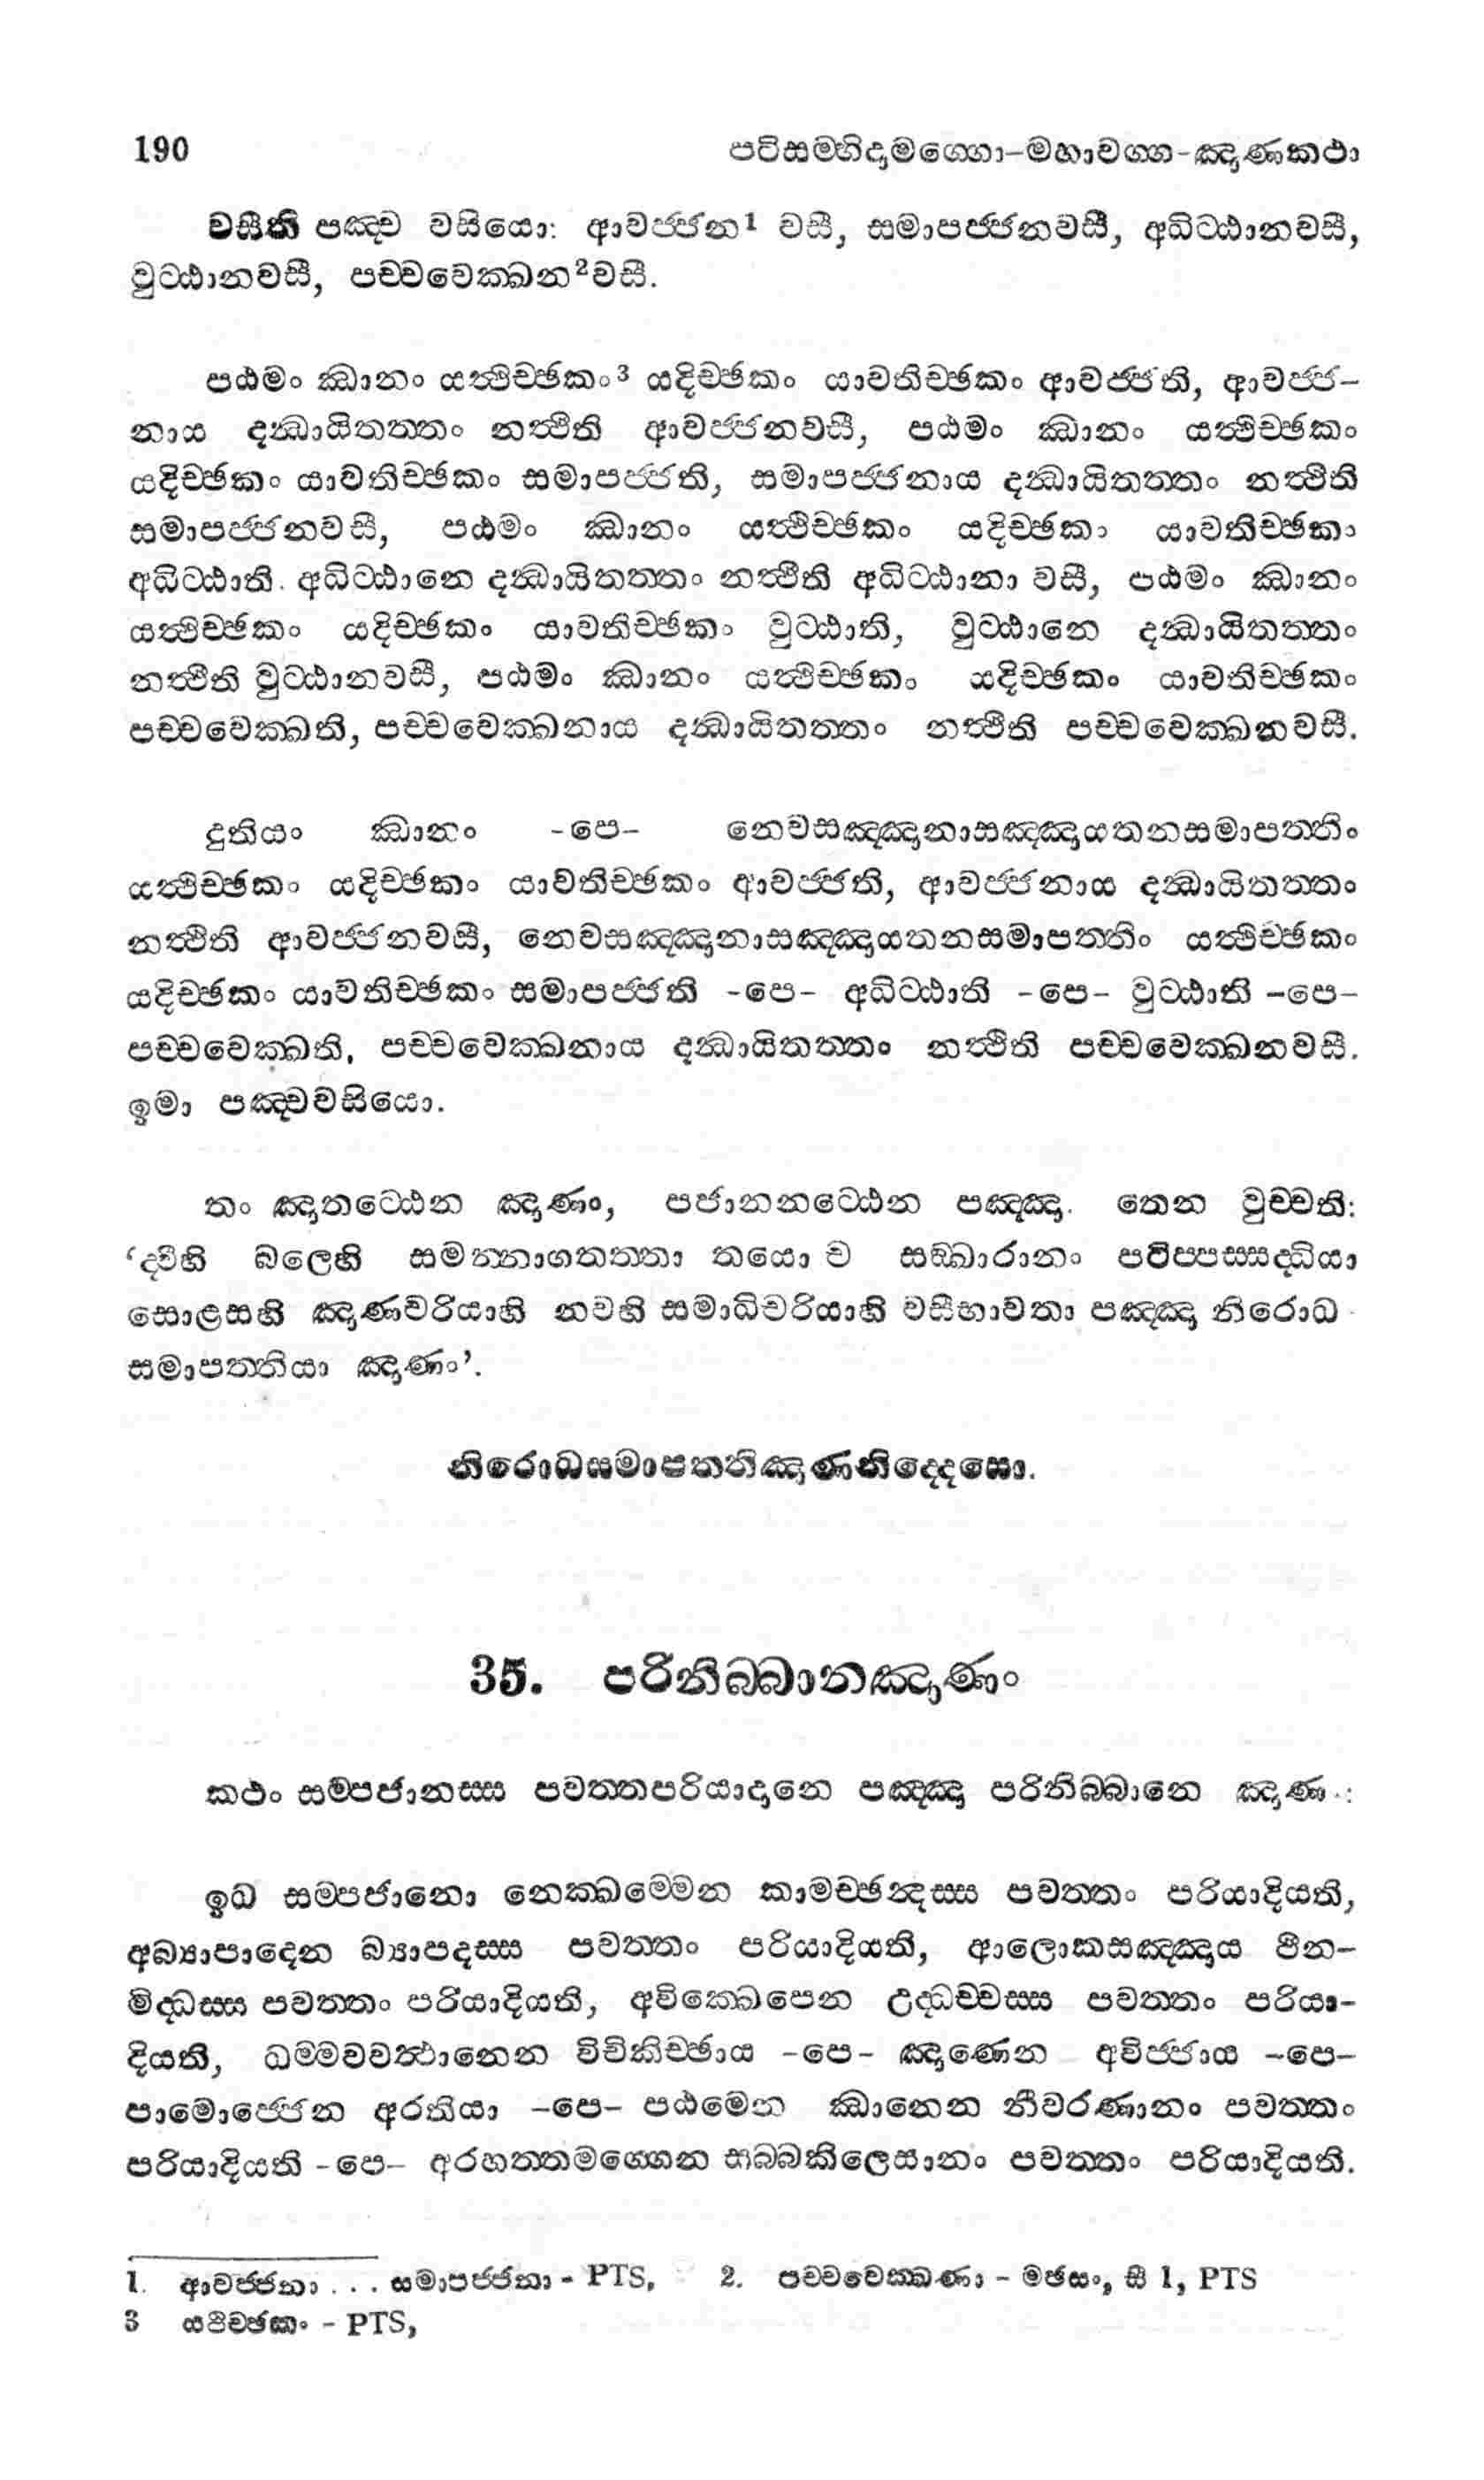 190 පටිසම්භිදාමග්ගො-මහාවග්ග-ඤාණකථා
වසීති පඤ්ච වසියො: ආවජ්ජන1 වසී, සමාපජ්ජනවසී, අධිට්ඨානවසී,
වුට්ඨානවසී, පච්චවෙක්ඛන2වසී.
පඨමං ඣානං යත්ථිච්ඡකං3 යදිච්ඡකං යාවතිච්ඡකං ආවජ්ජති, ආවජ්ජ-
නාය දන්ධායිතත්තං නත්ථීති ආවජ්ජනවසී, පඨමං ඣානං යත්ථිච්ඡකං
යදිච්ඡකං යාවතිච්ඡකං සමාපජ්ජති, සමාපජ්ජනාය දන්ධායිතත්තං නත්ථීති
සමාපජ්ජනවසී, පඨමං ඣානං යත්ථිච්ඡකං යදිච්ඡකං යාවතිච්ඡකං
අධිට්ඨාති. අධිට්ඨානෙ දන්ධායිතත්තං නත්ථීති අධිට්ඨානා වසී, පඨමං ඣානං
යත්ථිච්ඡකං යදිච්ඡකං යාවතිච්ඡකං වුට්ඨාති, වුට්ඨානෙ දන්ධායිතත්තං
නත්ථීති වුට්ඨානවසී, පඨමං ඣානං යත්ථිච්ඡකං යදිච්ඡකං යාවතිච්ඡකං
පච්චවෙක්ඛති, පච්චවෙක්ඛනාය දන්ධායිතත්තං නත්ථීති පච්චවෙක්ඛනවසී.
දුතියං ඣානං -පෙ- නෙවසඤ්ඤානාසඤ්ඤායතනසමාපත්තිං
යත්ථිච්ඡකං යදිච්ඡකං යාවතිච්ඡකං ආවජ්ජති, ආවජ්ජනාය දන්ධායිතත්තං
නත්ථීති ආවජ්ජනවසී, නෙවසඤ්ඤානාසඤ්ඤායතනසමාපත්තිං යත්ථිච්ඡකං
යදිච්ඡකං යාවතිච්ඡකං සමාපජ්ජති -පෙ- අධිට්ඨාති -පෙ- වුට්ඨාති -පෙ-
පච්චවෙක්ඛති, පච්චවෙක්ඛනාය දන්ධායිතත්තං නත්ථීති පච්චවෙක්ඛනවසී.
ඉමා පඤ්චවසියො.
තං ඤාතට්ඨෙන ඤාණං, පජානනට්ඨෙන පඤ්ඤා. තෙන වුච්චති:
‘ද්වීහි බලෙහි සමන්නාගතත්තා තයො ච සඞ්ඛාරානං පටිප්පස්සද්ධියා
සොළසහි ඤාණචරියාහි නවහි සමාධිචරියාහි වසීභාවතා පඤ්ඤා නිරොධ-
සමාපත්තියා ඤාණං’.
නිරොධසමාපත්තිඤාණනිද්දෙසො.
35. පරිනිබ්බානඤාණං
කථං සම්පජානස්ස පවත්තපරියාදානෙ පඤ්ඤා පරිනිබ්බානෙ ඤාණං:
ඉධ සම්පජානො නෙක්ඛම්මෙන කාමච්ඡන්දස්ස පවත්තං පරියාදියති,
අබ්‍යාපාදෙන බ්‍යාපදස්ස පවත්තං පරියාදියති, ආලොකසඤ්ඤාය ථීන-
මිද්ධස්ස පවත්තං පරියාදියති, අවික්ඛෙපෙන උද්ධච්චස්ස පවත්තං පරියා-
දියති, ධම්මවවත්ථානෙන විචිකිච්ඡාය -පෙ- ඤාණෙන අවිජ්ජාය -පෙ-
පාමොජ්ජෙන අරතියා -පෙ- පඨමෙන ඣානෙන නීවරණානං පවත්තං
පරියාදියති -පෙ- අරහත්තමග්ගෙන සබ්බකිලෙසානං පවත්තං පරියාදියති.
1. ආවජ්ජනා . . . සමාපජ්ජනා - PTS, 2. පච්චවෙක්ඛණා - මඡසං, සී 1, PTS
3 යථිච්ඡකං - PTS,